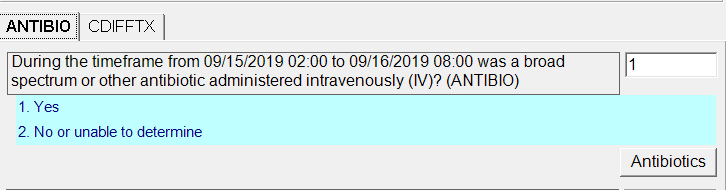 ANTIBIO CDIFFTX
During the timeframe from 09/15/2019 02:00 to 09/16/2019 08:00 was a broad
spectrum or other antibiotic administered intravenously (IV)? (ANTIBIO)
1
1. Yes
2. No or unable to determine
Antibiotics